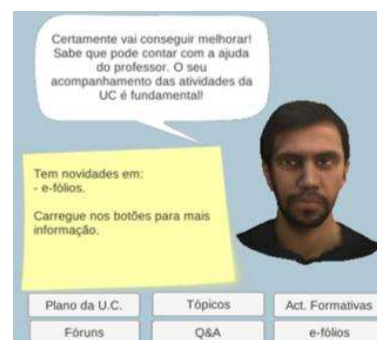 Certamente vai conseguir melhorar!
Sabe que pode contar com a ajuda
do professor. O seu
acompanhamento das atividades da
UC é fundamental!
Tem novidades em:
- e-fólios.
Carregue nos botões para mais
informação.
Plano da U.C.
Tópicos
Act. Formativas
Fóruns
Q&A
e-fólios